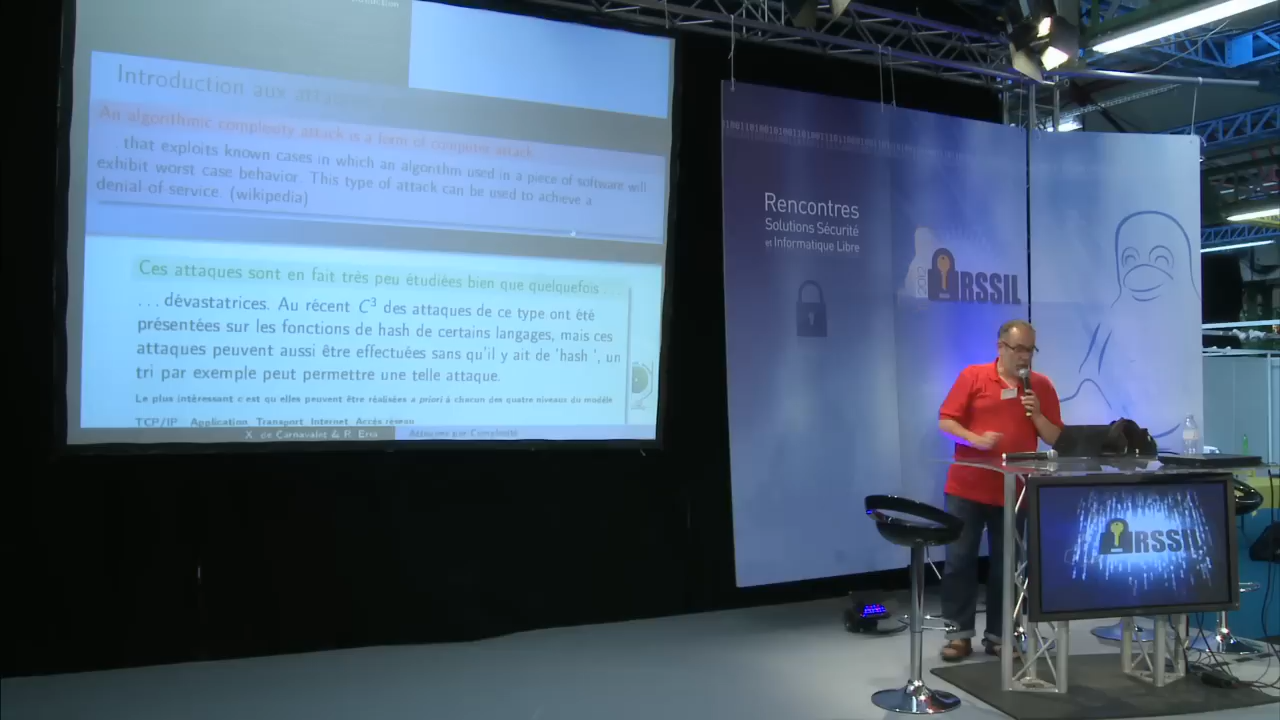 Introduction aux
An algorithmic complexity attack is a form of computer attack
that exploits known cases in which an algorithm used in a piece of software will
exhibit worst case behavior. This type of attack can be used to achieve a
denial of service. (wikipedia)
Ces attaques sont en fait très peu étudiées bien que quelquefois ...
... dévastatrices. Au récent C³ des attaques de ce type ont été
présentées sur les fonctions de hash de certains langages, mais ces
attaques peuvent aussi être effectuées sans qu'il y ait de 'hash ', un
tri par exemple peut permettre une telle attaque.
Le plus intéressant c est qu elles peuvent être réalisées a priori à chacun des quatre niveaux du modèle
TCP/IP Application Transport Internet Accès réseau
X. de Carnavalet & R. Erra
Attaques par Complexité
Rencontres
Solutions Sécurité
et Informatique Libre
RSSIL
RSSIL